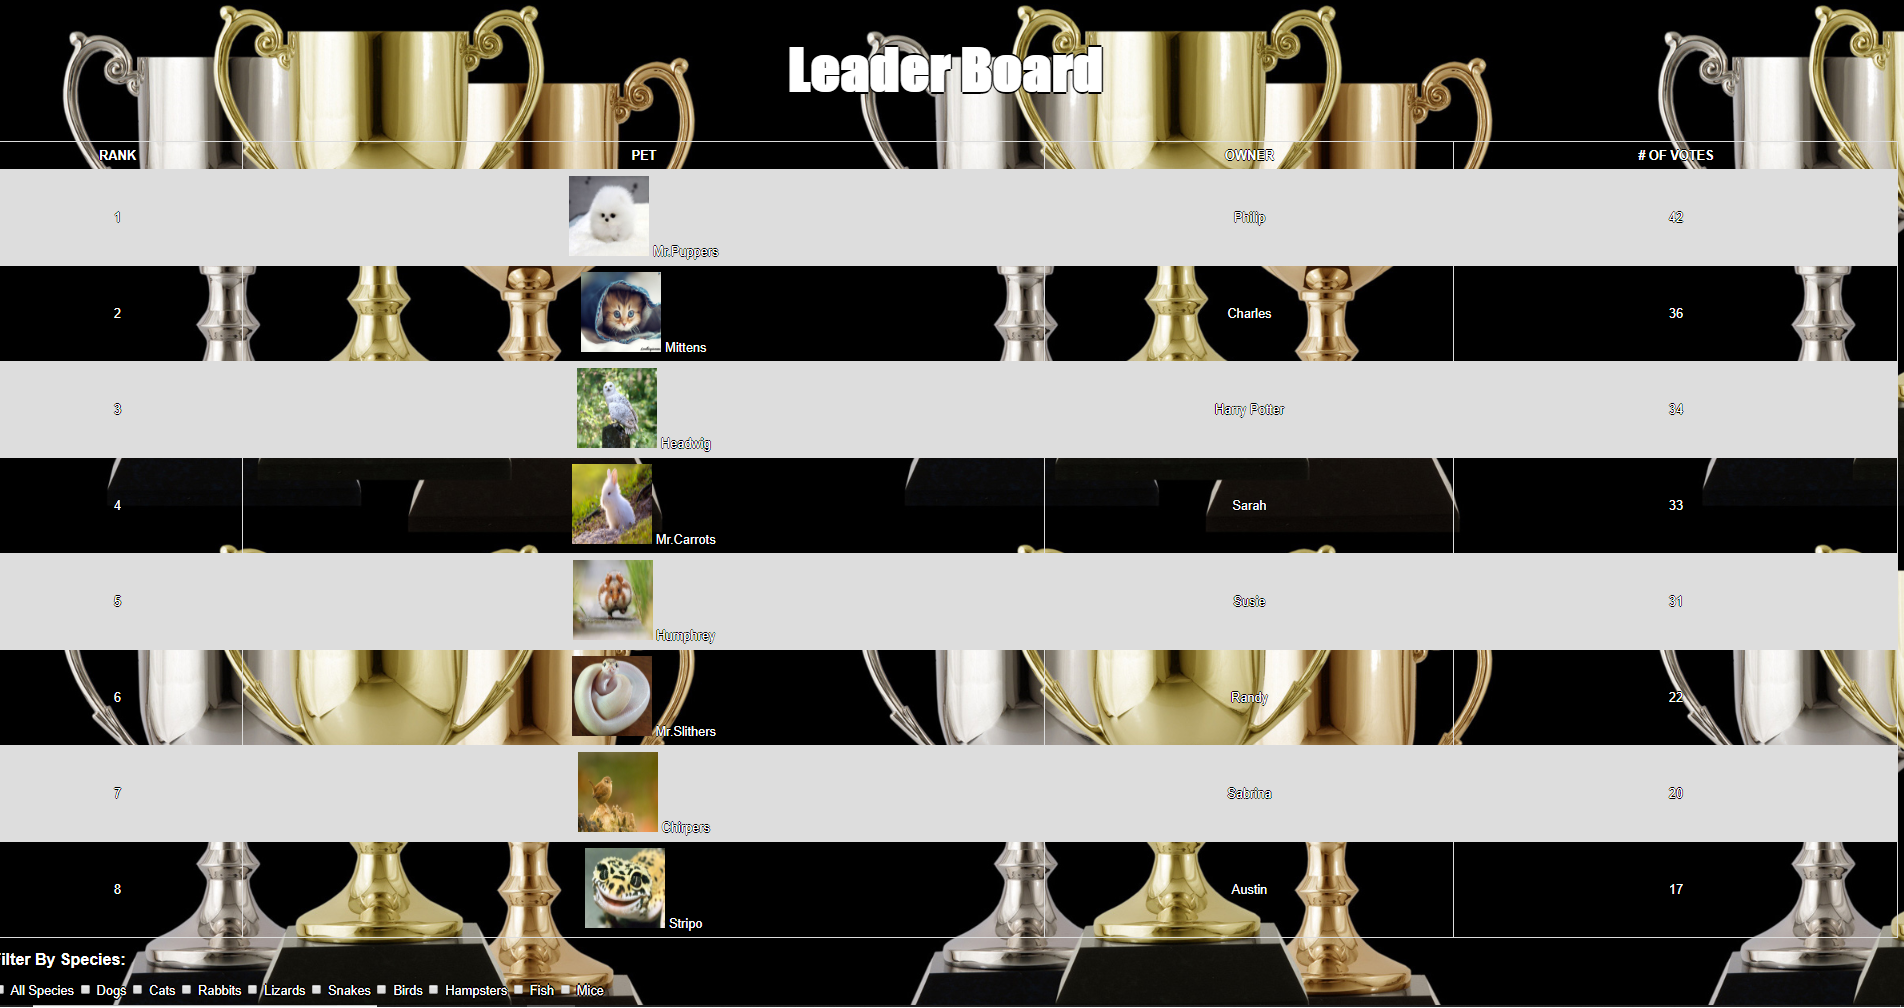 Leader Board
RANK PET OWNER # OF VOTES
1 Mr.Puppers Philip 42
2 Mittens Charles 36
3 Headwig Harry Potter 34
4 Mr.Carrots Sarah 33
5 Humphrey Susie 31
6 Mr.Slithers Randy 22
7 Chirpers Sabrina 20
8 Stripo Austin 17
ilter By Species:
All Species Dogs Cats Rabbits Lizards Snakes Birds Hampsters Fish Mice